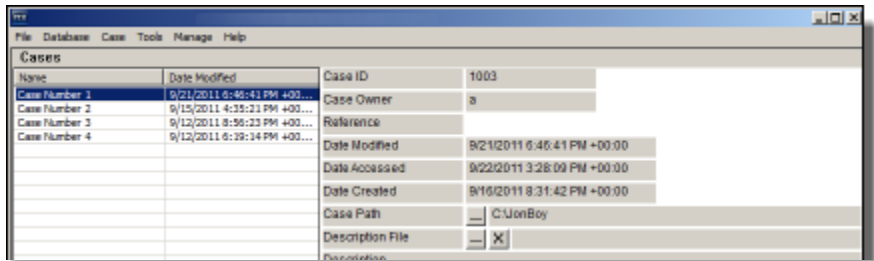 File Database Case Tools Manage Help
Cases
Name Date Modified
Case Number 1 9/21/2011 6:46:41 PM +00...
Case Number 2 9/15/2011 4:35:21 PM +00...
Case Number 3 9/12/2011 8:56:23 PM +00...
Case Number 4 9/12/2011 6:19:14 PM +00...
Case ID 1003
Case Owner a
Reference
Date Modified 9/21/2011 6:46:41 PM +00:00
Date Accessed 9/22/2011 3:28:09 PM +00:00
Date Created 9/16/2011 8:31:42 PM +00:00
Case Path ... C:\JonBoy
Description File ... X
Description